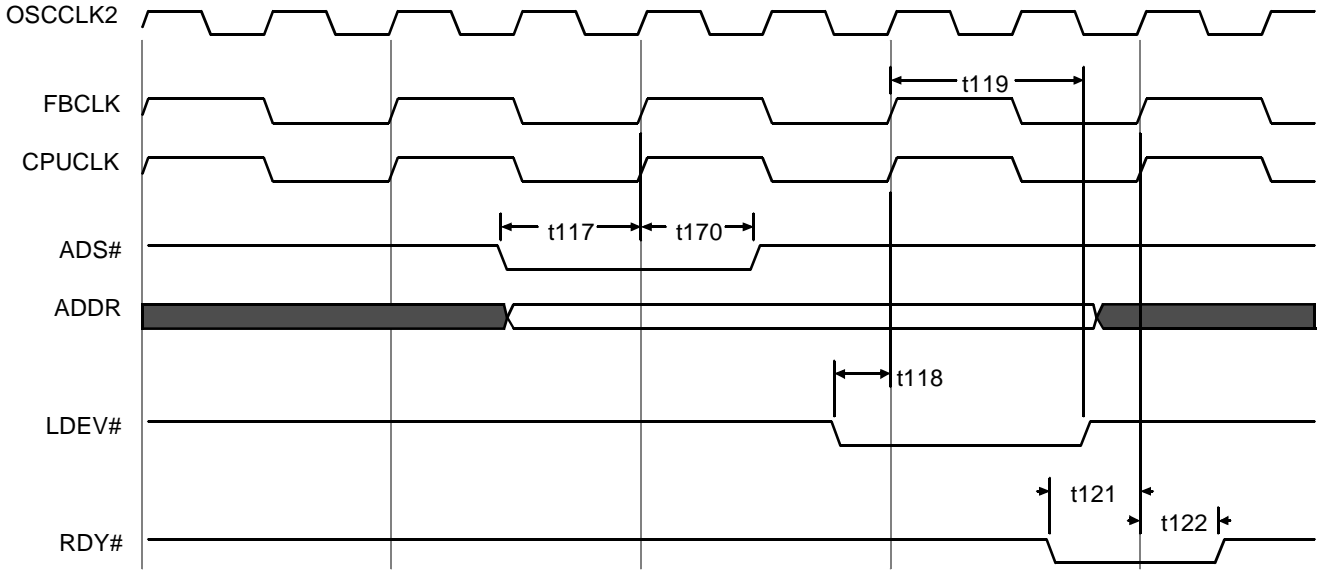 OSCCLK2
FBCLK
t119
CPUCLK
ADS#
t117
t170
ADDR
t118
LDEV#
t121
t122
RDY#